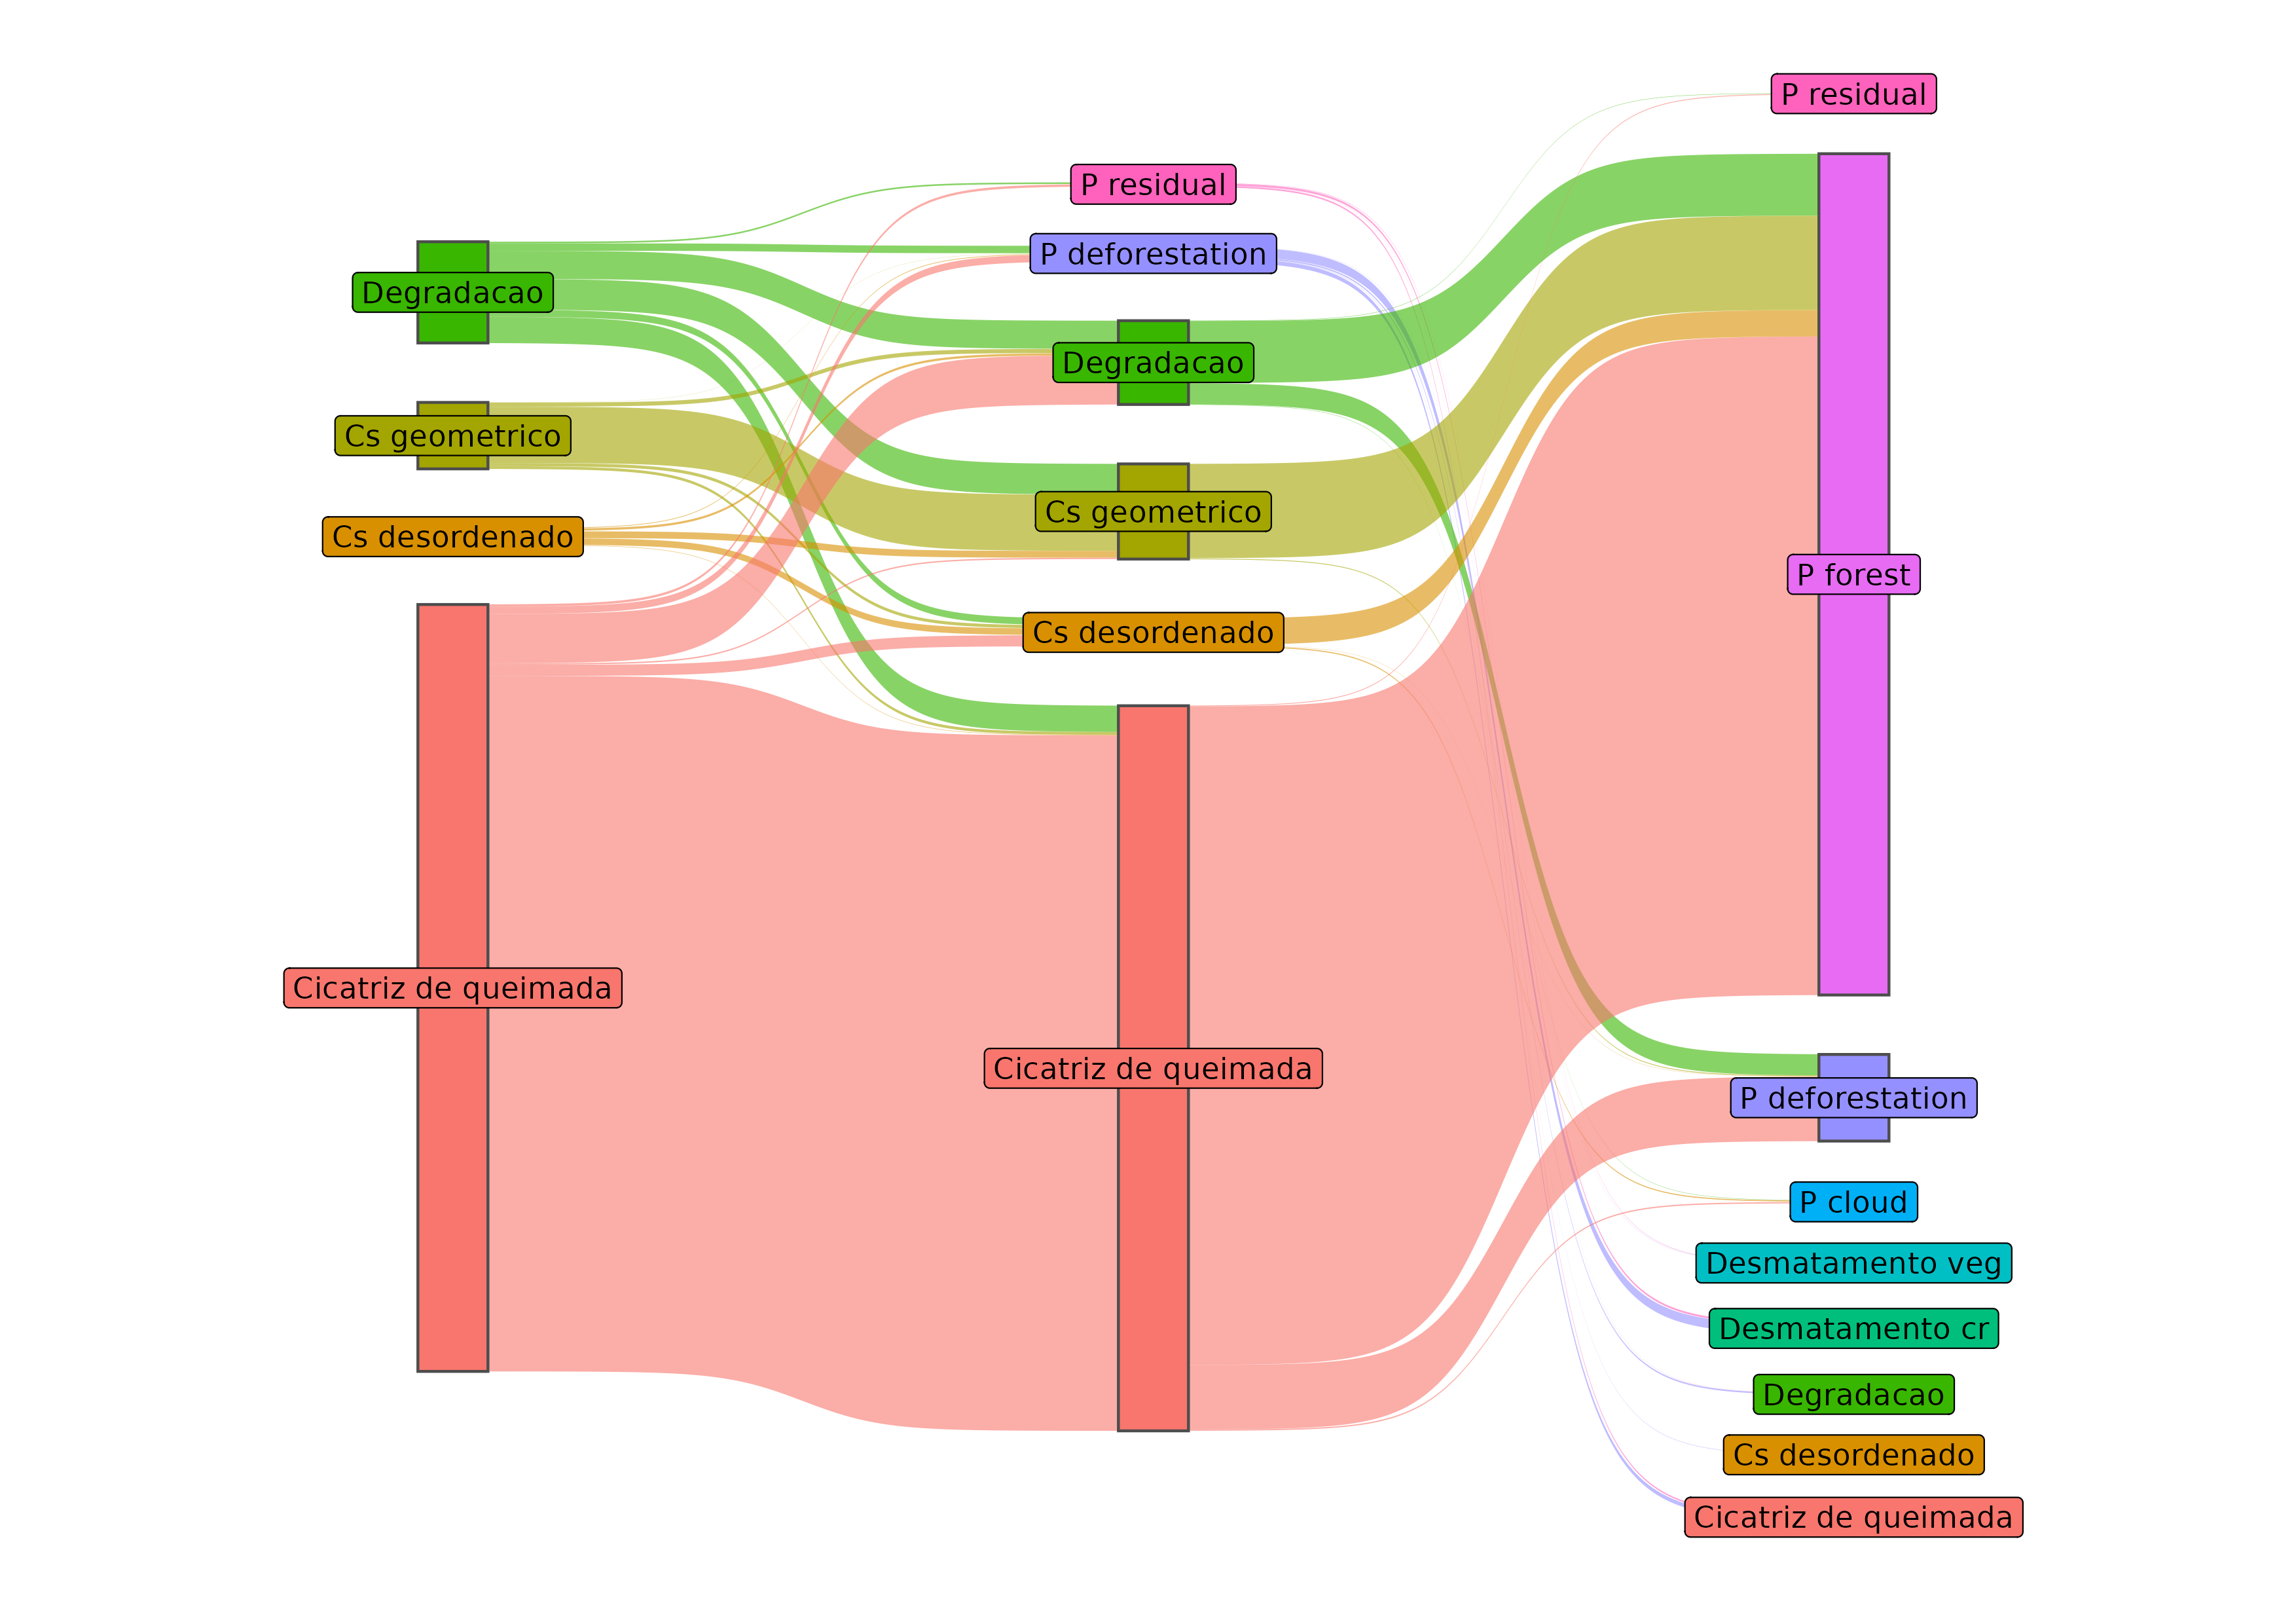 Degradacao
Cs geometrico
Cs desordenado
Cicatriz de queimada
P residual
P deforestation
Degradacao
Cs geometrico
Cs desordenado
Cicatriz de queimada
P residual
P forest
P deforestation
P cloud
Desmatamento veg
Desmatamento cr
Degradacao
Cs desordenado
Cicatriz de queimada